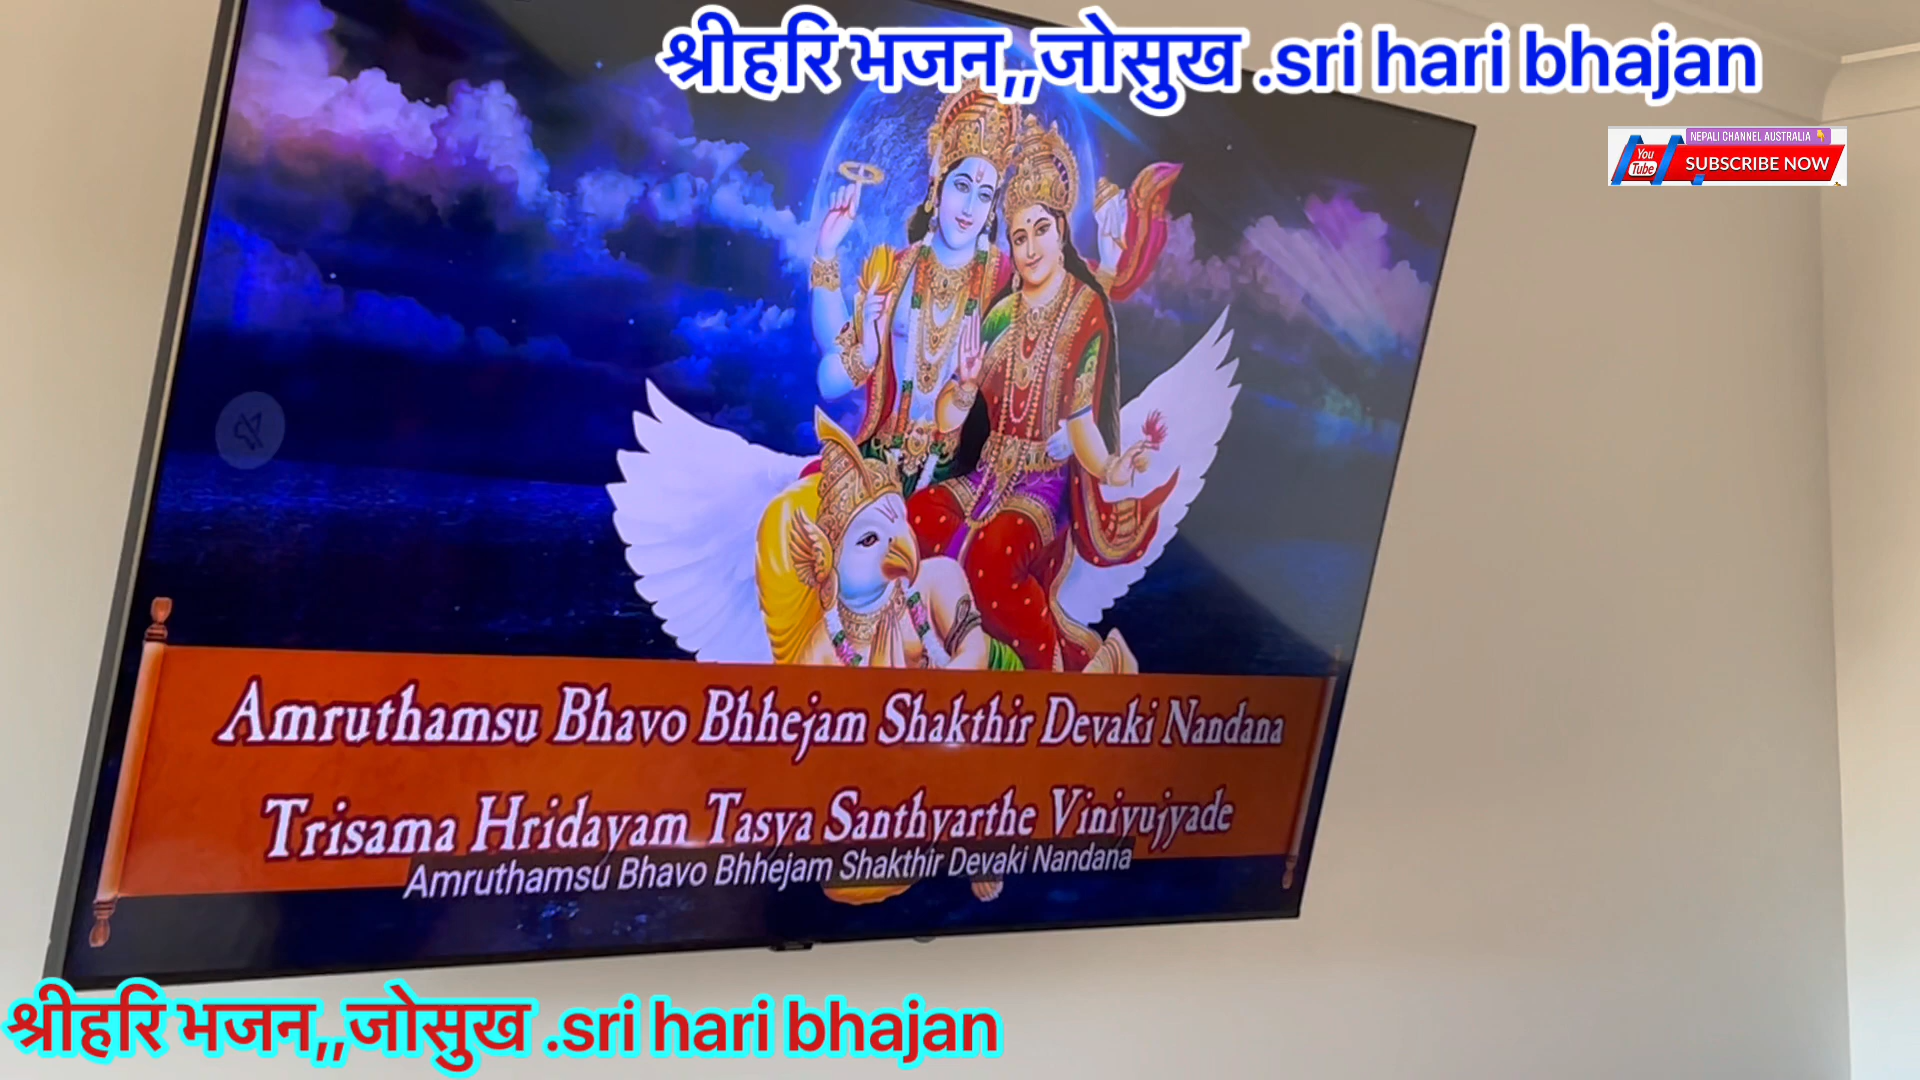 श्रीहरि भजन,,जोसुख .sri hari bhajan
NEPALI CHANNEL AUSTRALIA
You
Tube
SUBSCRIBE NOW
Amruthamsu Bhavo Bhhejam Shakthir Devaki Nandana
Trisama Hridayam Tasya Santhyarthe Viniyujyade
Amruthamsu Bhavo Bhhejam Shakthir Devaki Nandana
श्रीहरि भजन,,जोसुख .sri hari bhajan